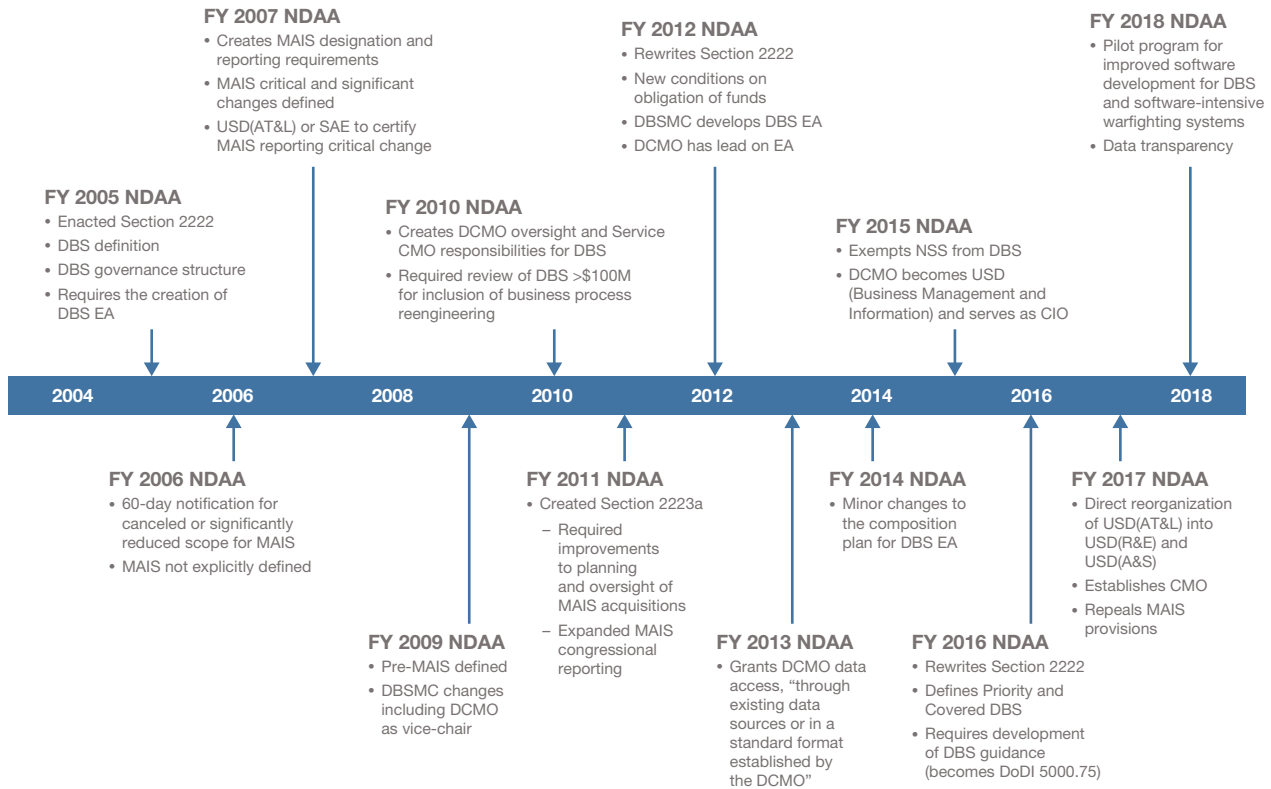 FY 2007 NDAA
• Creates MAIS designation and
reporting requirements
• MAIS critical and significant
changes defined
• USD(AT&L) or SAE to certify
MAIS reporting critical change
FY 2012 NDAA
• Rewrites Section 2222
• New conditions on
obligation of funds
• DBSMC develops DBS EA
• DCMO has lead on EA
FY 2018 NDAA
• Pilot program for
improved software
development for DBS
and software-intensive
warfighting systems
• Data transparency
FY 2005 NDAA
• Enacted Section 2222
• DBS definition
• DBS governance structure
• Requires the creation of
DBS EA
FY 2010 NDAA
• Creates DCMO oversight and Service
CMO responsibilities for DBS
• Required review of DBS >$100M
for inclusion of business process
reengineering
FY 2015 NDAA
• Exempts NSS from DBS
• DCMO becomes USD
(Business Management and
Information) and serves as CIO
2004 2006 2008 2010 2012 2014 2016 2018
FY 2006 NDAA
• 60-day notification for
canceled or significantly
reduced scope for MAIS
• MAIS not explicitly defined
FY 2011 NDAA
• Created Section 2223a
– Required
improvements
to planning
and oversight of
MAIS acquisitions
– Expanded MAIS
congressional
reporting
FY 2014 NDAA
• Minor changes to
the composition
plan for DBS EA
FY 2017 NDAA
• Direct reorganization
of USD(AT&L) into
USD(R&E) and
USD(A&S)
• Establishes CMO
• Repeals MAIS
provisions
FY 2009 NDAA
• Pre-MAIS defined
• DBSMC changes
including DCMO
as vice-chair
FY 2013 NDAA
• Grants DCMO data
access, “through
existing data
sources or in a
standard format
established by
the DCMO”
FY 2016 NDAA
• Rewrites Section 2222
• Defines Priority and
Covered DBS
• Requires development
of DBS guidance
(becomes DoDI 5000.75)